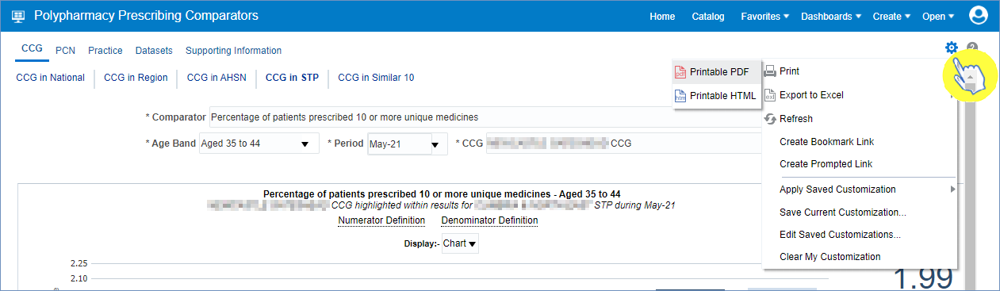 Polypharmacy Prescribing Comparators
Home Catalog Favorites Dashboards Create Open
CCG PCN Practice Datasets Supporting Information
?
CCG in National CCG in Region CCG in AHSN CCG in STP CCG in Similar 10
Printable PDF
Printable HTML
Print
Export to Excel
Refresh
Create Bookmark Link
Create Prompted Link
Apply Saved Customization
Save Current Customization...
Edit Saved Customizations...
Clear My Customization
* Comparator Percentage of patients prescribed 10 or more unique medicines
* Age Band Aged 35 to 44 * Period May-21 * CCG CCG
Percentage of patients prescribed 10 or more unique medicines - Aged 35 to 44
CCG highlighted within results for STP during May-21
Numerator Definition Denominator Definition
Display:- Chart
2.25
2.10
1.99